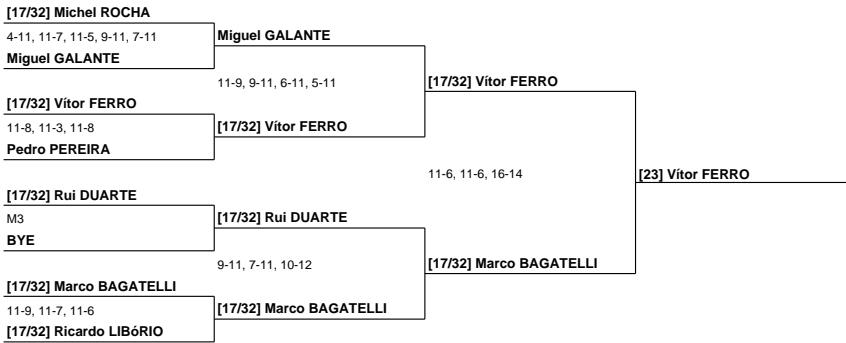 [17/32] Michel ROCHA
4-11, 11-7, 11-5, 9-11, 7-11
Miguel GALANTE
Miguel GALANTE
11-9, 9-11, 6-11, 5-11
[17/32] Vítor FERRO
[17/32] Vítor FERRO
11-8, 11-3, 11-8
[17/32] Vítor FERRO
Pedro PEREIRA
11-6, 11-6, 16-14
[23] Vítor FERRO
[17/32] Rui DUARTE
M3
[17/32] Rui DUARTE
BYE
9-11, 7-11, 10-12
[17/32] Marco BAGATELLI
[17/32] Marco BAGATELLI
11-9, 11-7, 11-6
[17/32] Marco BAGATELLI
[17/32] Ricardo LIBóRIO